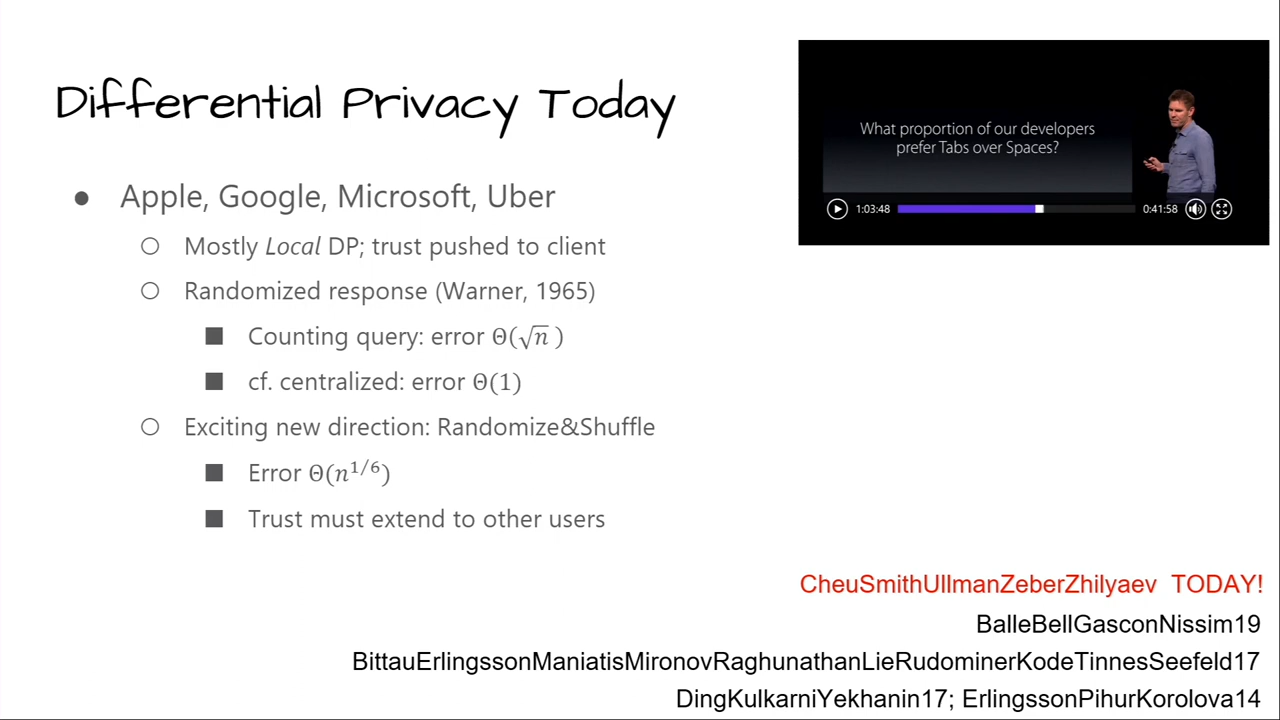 Differential Privacy Today
What proportion of our developers
prefer Tabs over Spaces?
1:03:48
0:41:58
● Apple, Google, Microsoft, Uber
○ Mostly Local DP; trust pushed to client
○ Randomized response (Warner, 1965)
■ Counting query: error Θ(√n )
■ cf. centralized: error Θ(1)
○ Exciting new direction: Randomize&Shuffle
■ Error Θ(n^{1/6})
■ Trust must extend to other users
CheuSmithUllmanZeberZhilyaev TODAY!
BalleBellGasconNissim19
BittauErlingssonManiatisMironovRaghunathanLieRudominerKodeTinnesSeefeld17
DingKulkarniYekhanin17; ErlingssonPihurKorolova14